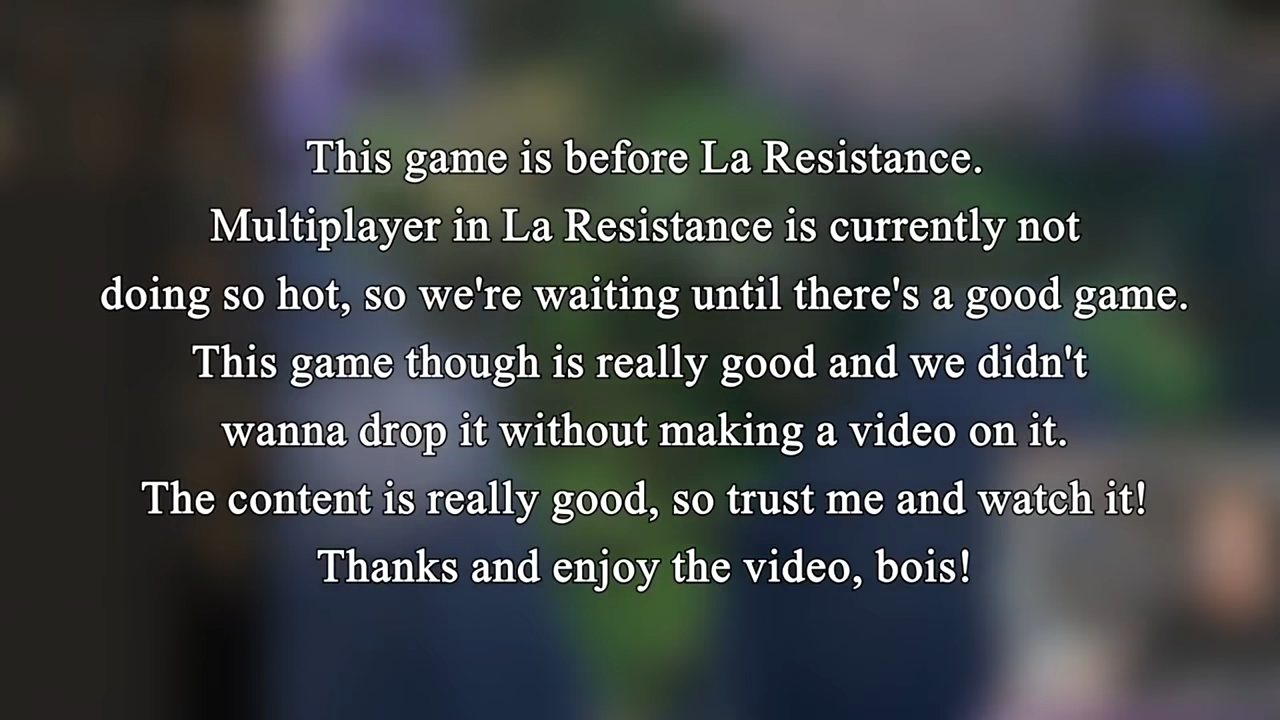 This game is before La Resistance.
Multiplayer in La Resistance is currently not
doing so hot, so we're waiting until there's a good game.
This game though is really good and we didn't
wanna drop it without making a video on it.
The content is really good, so trust me and watch it!
Thanks and enjoy the video, bois!